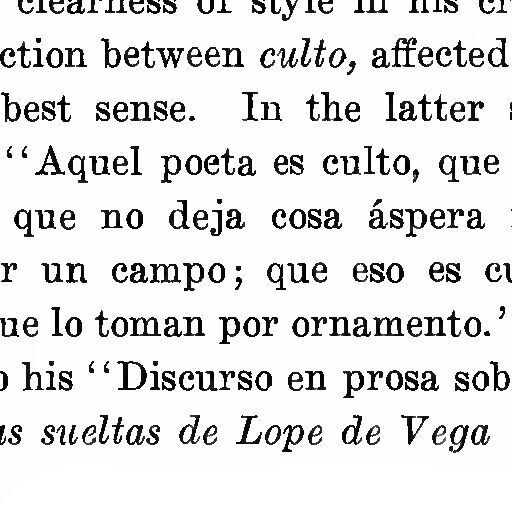 clearness of style in his
ction between culto, affected
best sense. In the latter
“Aquel poeta es culto, que
que no deja cosa áspera
r un campo; que eso es cu
ue lo toman por ornamento.’
o his “Discurso en prosa sob
as sueltas de Lope de Vega